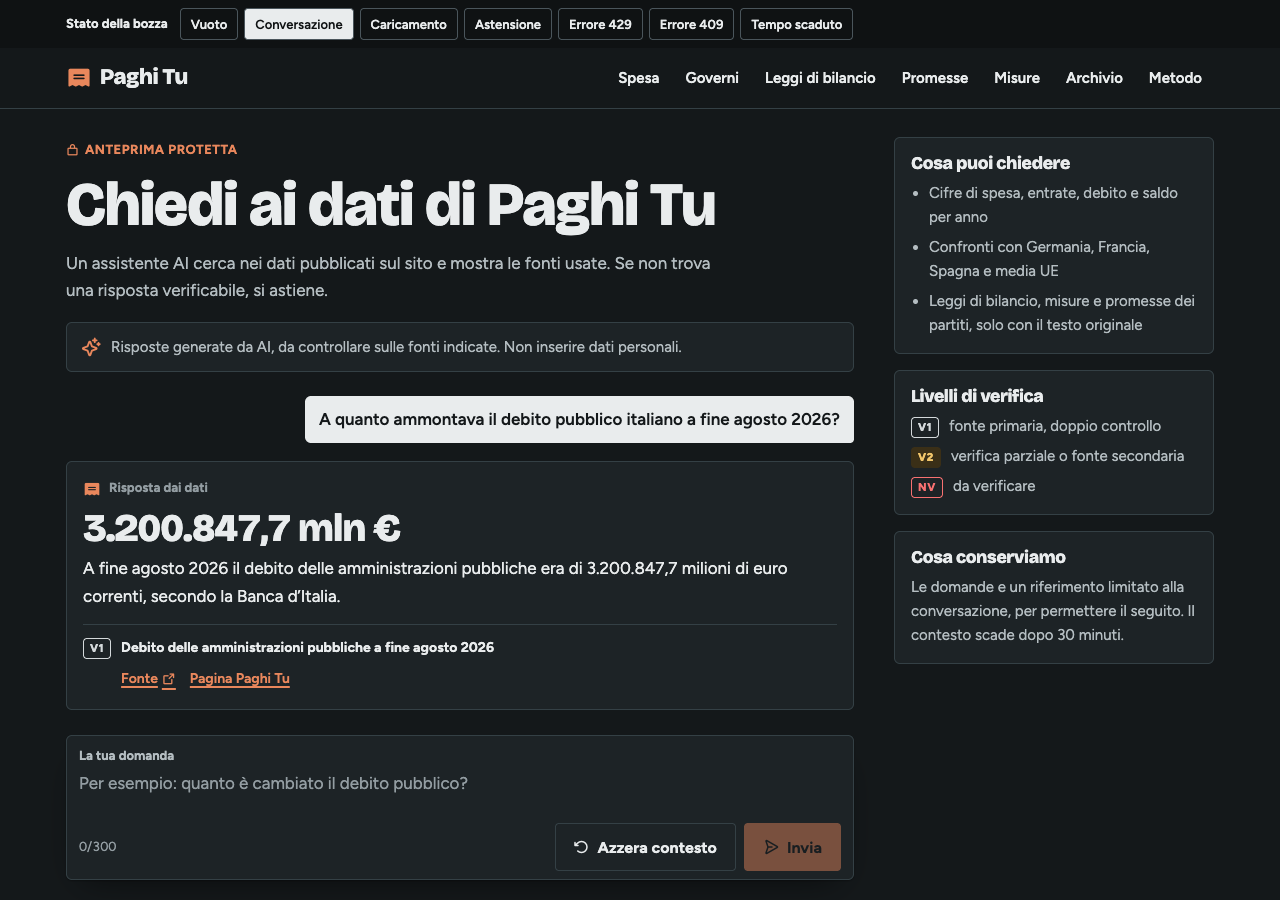 Stato della bozza
Vuoto
Conversazione
Caricamento
Astensione
Errore 429
Errore 409
Tempo scaduto
Paghi Tu
Spesa
Governi
Leggi di bilancio
Promesse
Misure
Archivio
Metodo
ANTEPRIMA PROTETTA
Chiedi ai dati di Paghi Tu
Un assistente AI cerca nei dati pubblicati sul sito e mostra le fonti usate. Se non trova
una risposta verificabile, si astiene.
Risposte generate da AI, da controllare sulle fonti indicate. Non inserire dati personali.
A quanto ammontava il debito pubblico italiano a fine agosto 2026?
Risposta dai dati
3.200.847,7 mln €
A fine agosto 2026 il debito delle amministrazioni pubbliche era di 3.200.847,7 milioni di euro
correnti, secondo la Banca d’Italia.
V1 Debito delle amministrazioni pubbliche a fine agosto 2026
Fonte
Pagina Paghi Tu
La tua domanda
Per esempio: quanto è cambiato il debito pubblico?
0/300
Azzera contesto
Invia
Cosa puoi chiedere
• Cifre di spesa, entrate, debito e saldo
per anno
• Confronti con Germania, Francia,
Spagna e media UE
• Leggi di bilancio, misure e promesse dei
partiti, solo con il testo originale
Livelli di verifica
V1 fonte primaria, doppio controllo
V2 verifica parziale o fonte secondaria
NV da verificare
Cosa conserviamo
Le domande e un riferimento limitato alla
conversazione, per permettere il seguito. Il
contesto scade dopo 30 minuti.